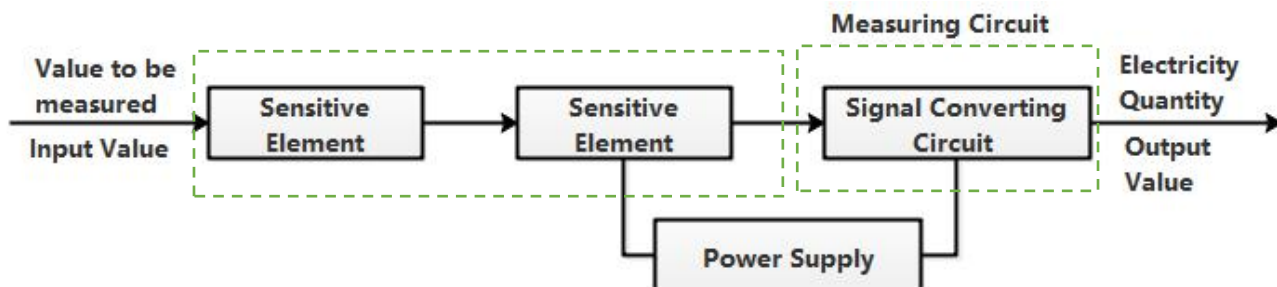 Measuring Circuit
Value to be
measured
Input Value
Sensitive
Element
Sensitive
Element
Signal Converting
Circuit
Electricity
Quantity
Output
Value
Power Supply